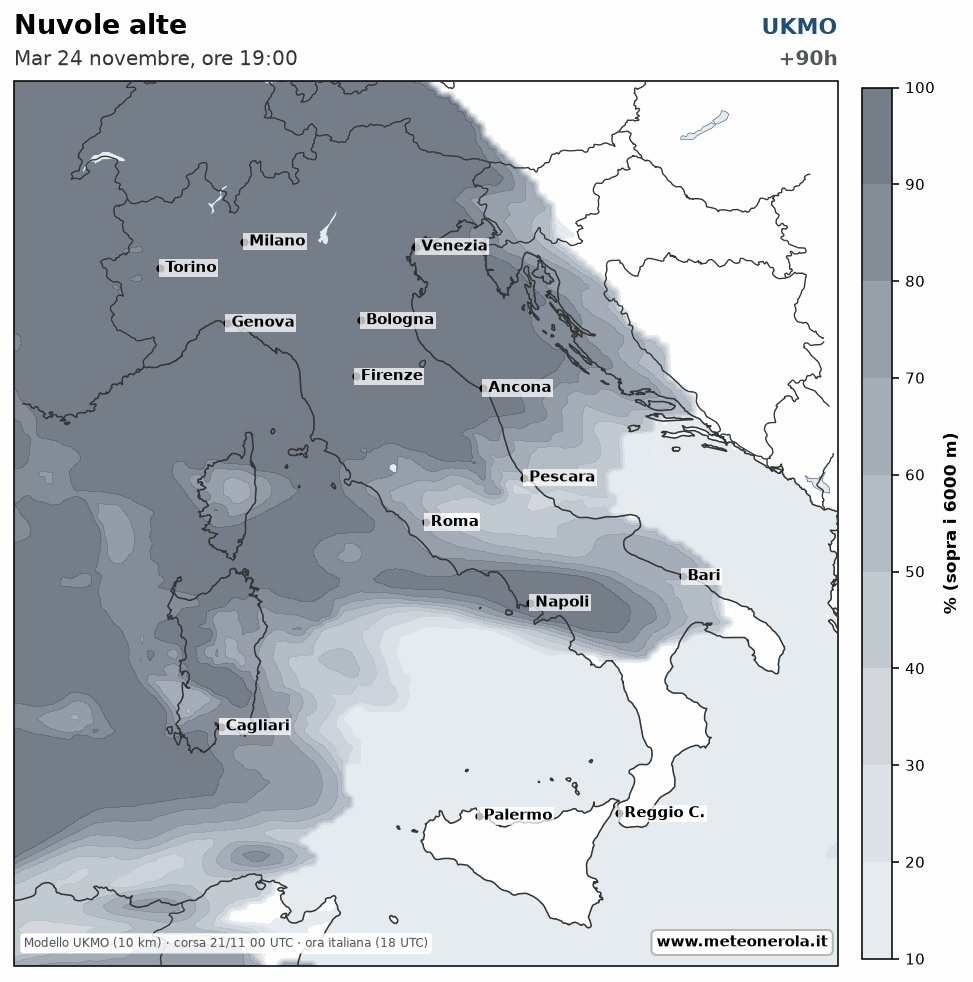 Nuvole alte
UKMO
Mar 24 novembre, ore 19:00
+90h
Milano
Venezia
Torino
Genova
Bologna
Firenze
Ancona
Pescara
Roma
Bari
Napoli
Cagliari
Palermo
Reggio C.
Modello UKMO (10 km) · corsa 21/11 00 UTC · ora italiana (18 UTC)
www.meteonerola.it
100
90
80
70
60
50
40
30
20
10
% (sopra i 6000 m)